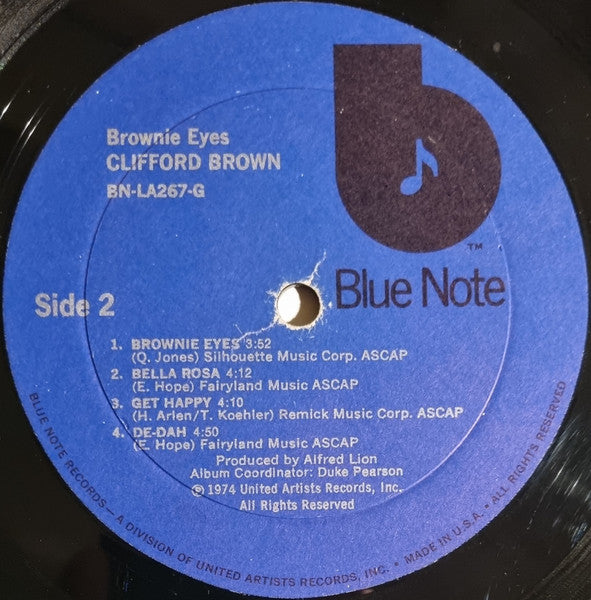 Brownie Eyes
CLIFFORD BROWN
BN-LA267-G
b
TM
Blue Note
Side 2
1. BROWNIE EYES 3:52
(Q. Jones) Silhouette Music Corp. ASCAP
2. BELLA ROSA 4:12
(E. Hope) Fairyland Music ASCAP
3. GET HAPPY 4:10
(H. Arlen/T. Koehler) Remick Music Corp. ASCAP
4. DE-DAH 4:50
(E. Hope) Fairyland Music ASCAP
Produced by Alfred Lion
Album Coordinator: Duke Pearson
℗ 1974 United Artists Records, Inc.
All Rights Reserved
BLUE NOTE RECORDS — A DIVISION OF UNITED ARTISTS RECORDS, INC. • MADE IN U.S.A. • ALL RIGHTS RESERVED